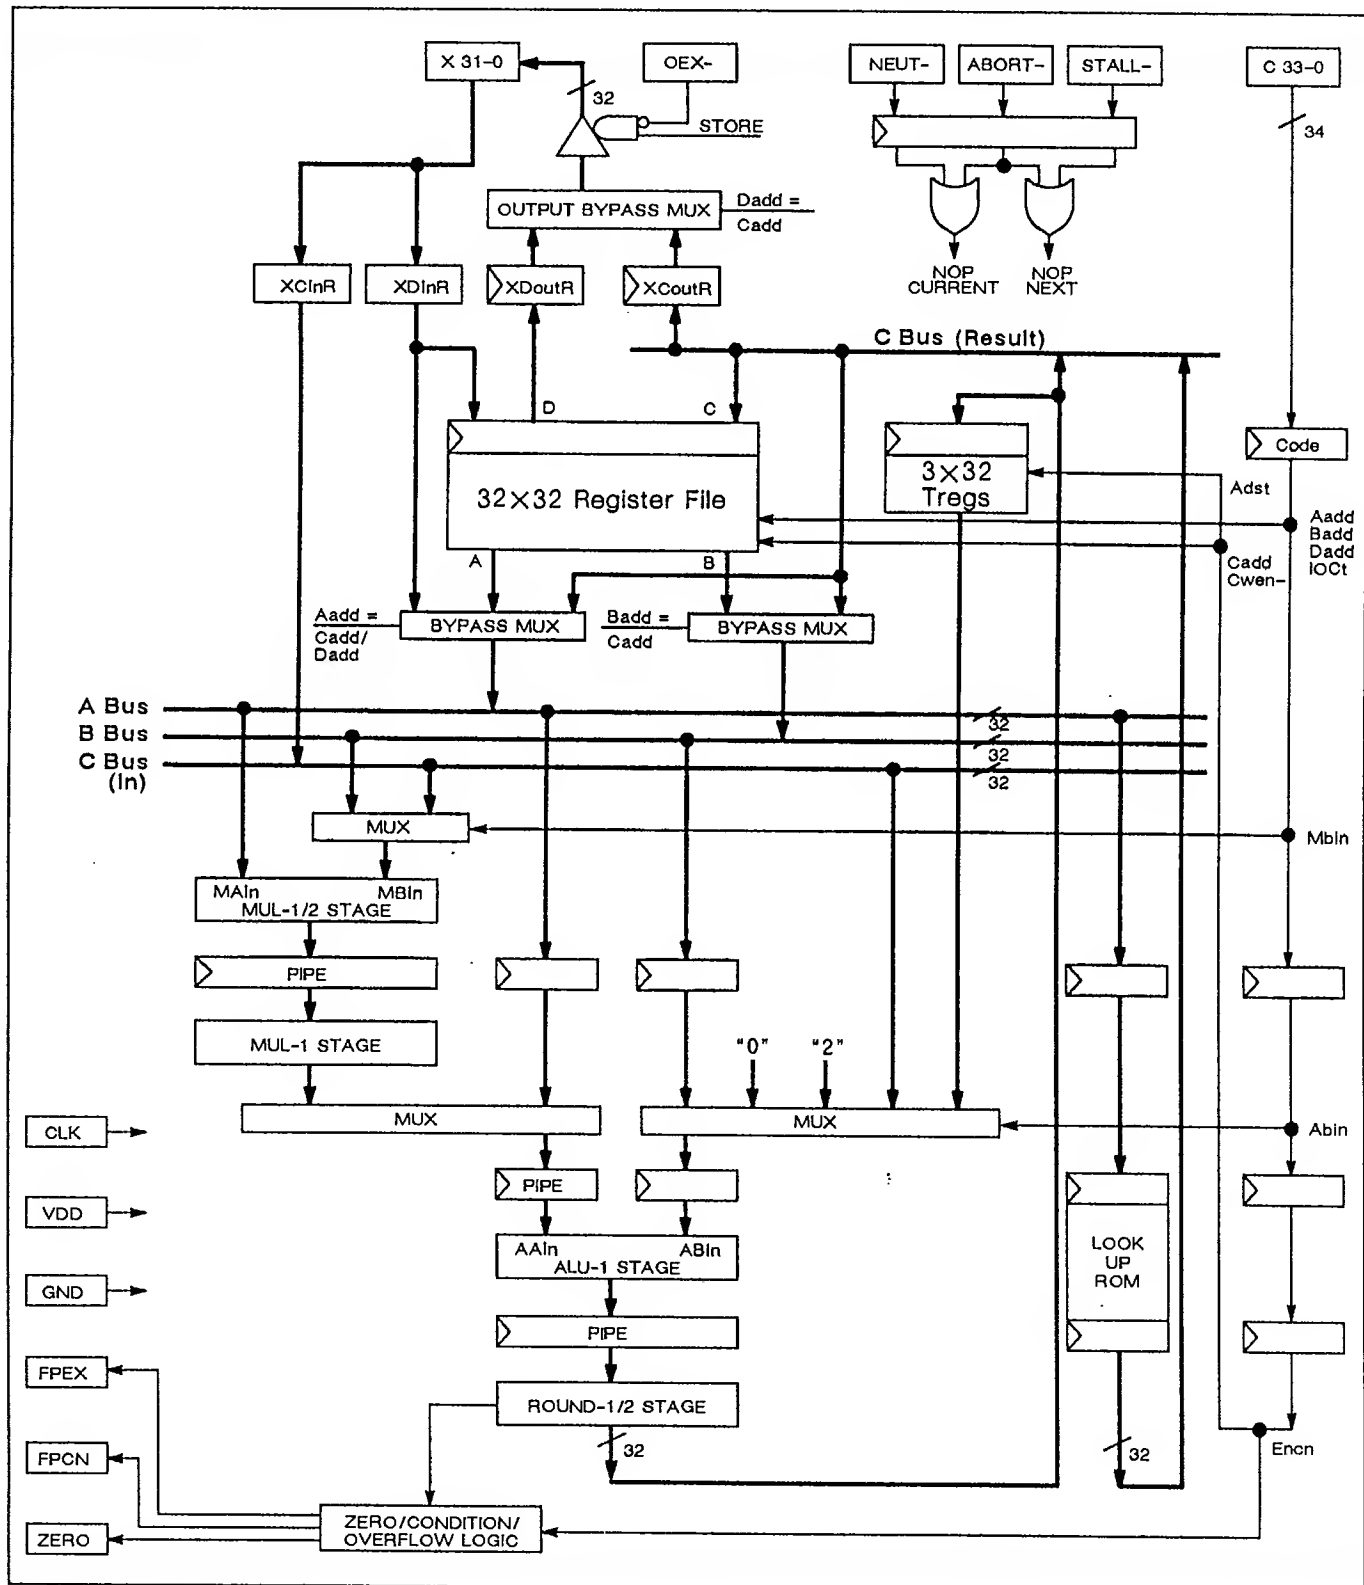 X 31-0
OEX-
NEUT-
ABORT-
STALL-
C 33-0
32
34
STORE
OUTPUT BYPASS MUX
Dadd =
Cadd
XCInR
XDInR
XDoutR
XCoutR
NOP
CURRENT
NOP
NEXT
C Bus (Result)
D
C
Code
32×32 Register File
3×32
Tregs
Adst
Aadd
Badd
Dadd
IOCt
Cadd
Cwen-
A
B
Aadd =
Cadd/
Dadd
BYPASS MUX
Badd =
Cadd
BYPASS MUX
A Bus
32
B Bus
32
C Bus
(In)
32
MUX
MbIn
MAIn
MBIn
MUL-1/2 STAGE
PIPE
MUL-1 STAGE
"0"
"2"
MUX
MUX
AbIn
CLK
PIPE
VDD
AAIn
ABIn
ALU-1 STAGE
LOOK
UP
ROM
GND
PIPE
FPEX
ROUND-1/2 STAGE
32
32
Encn
FPCN
ZERO/CONDITION/
OVERFLOW LOGIC
ZERO